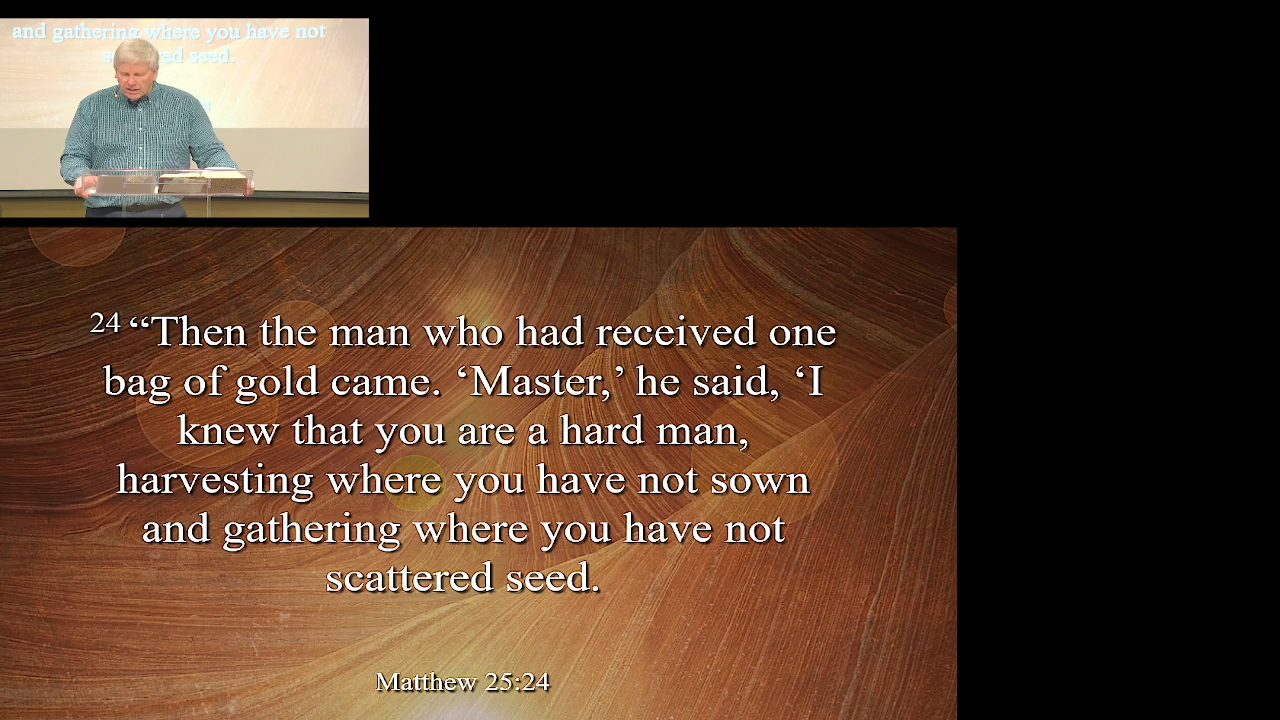 and gathering where you have not
seed.
24 “Then the man who had received one
bag of gold came. ‘Master,’ he said, ‘I
knew that you are a hard man,
harvesting where you have not sown
and gathering where you have not
scattered seed.
Matthew 25:24